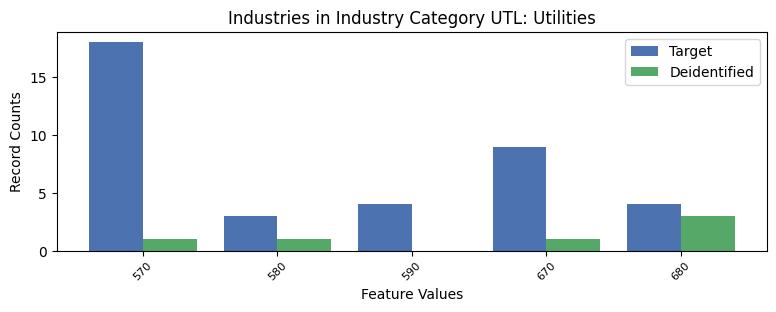 Industries in Industry Category UTL: Utilities
Target
Deidentified
Record Counts
15
10
5
0
570
580
590
670
680
Feature Values